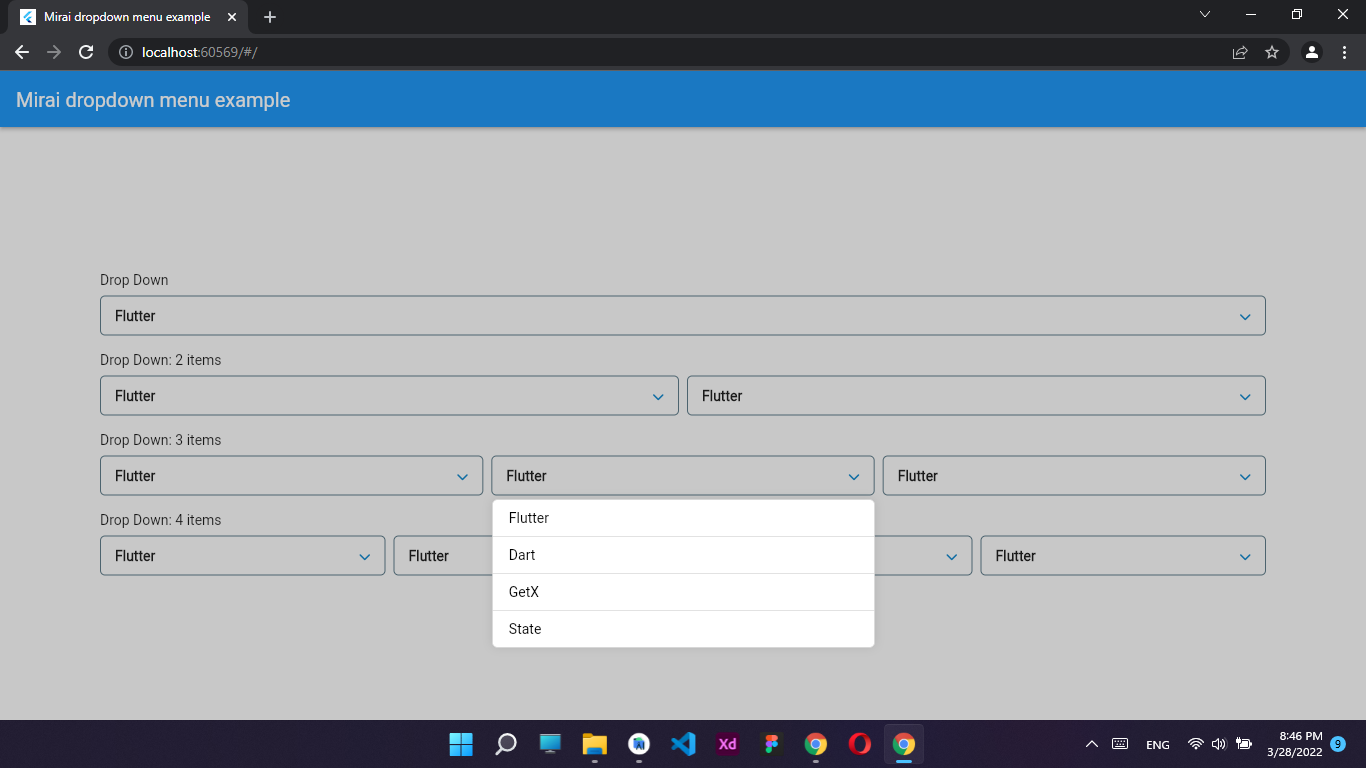 Mirai dropdown menu example
localhost:60569/#/
Mirai dropdown menu example
Drop Down
Flutter
Drop Down: 2 items
Flutter Flutter
Drop Down: 3 items
Flutter Flutter Flutter
Flutter
Drop Down: 4 items
Dart
Flutter Flutter Flutter
GetX
State
Xd
ENG
8:46 PM
3/28/2022
9